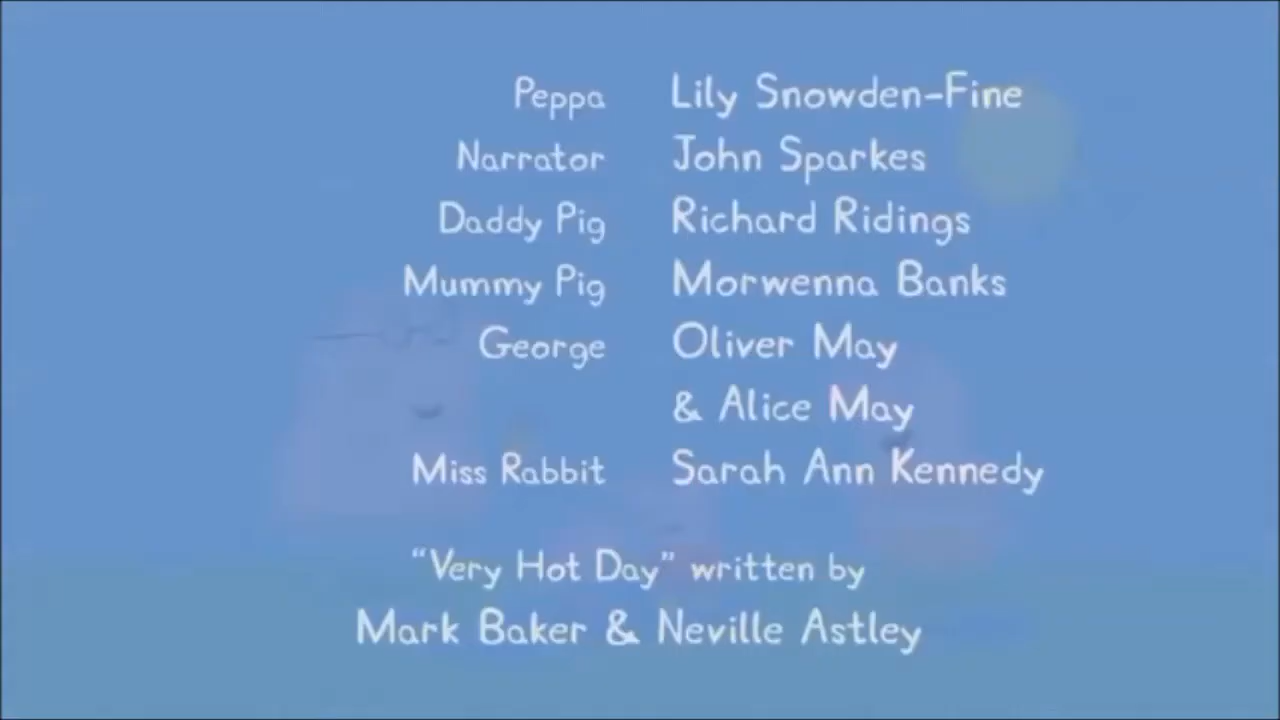 Peppa Lily Snowden-Fine
Narrator John Sparkes
Daddy Pig Richard Ridings
Mummy Pig Morwenna Banks
George Oliver May
& Alice May
Miss Rabbit Sarah Ann Kennedy
“Very Hot Day” written by
Mark Baker & Neville Astley